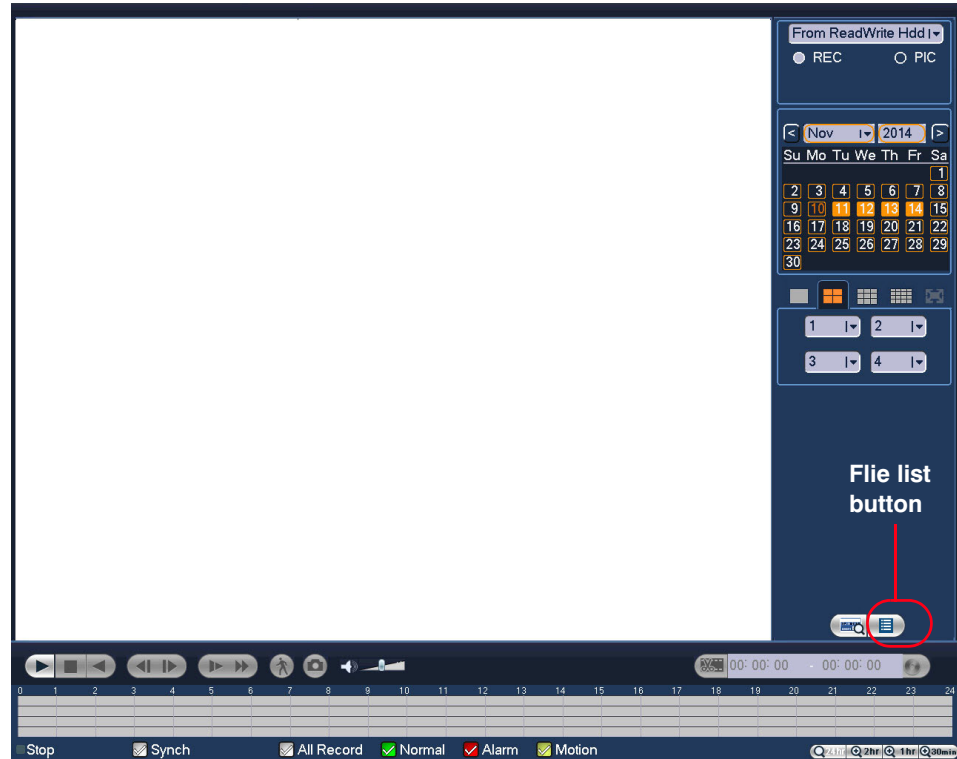 From ReadWrite Hdd
REC PIC
< Nov 2014 >
Su Mo Tu We Th Fr Sa
1
2 3 4 5 6 7 8
9 10 11 12 13 14 15
16 17 18 19 20 21 22
23 24 25 26 27 28 29
30
1 2
3 4
Flie list
button
00: 00: 00 - 00: 00: 00
0 1 2 3 4 5 6 7 8 9 10 11 12 13 14 15 16 17 18 19 20 21 22 23 24
Stop Synch All Record Normal Alarm Motion 24hr 2hr 1hr 30min